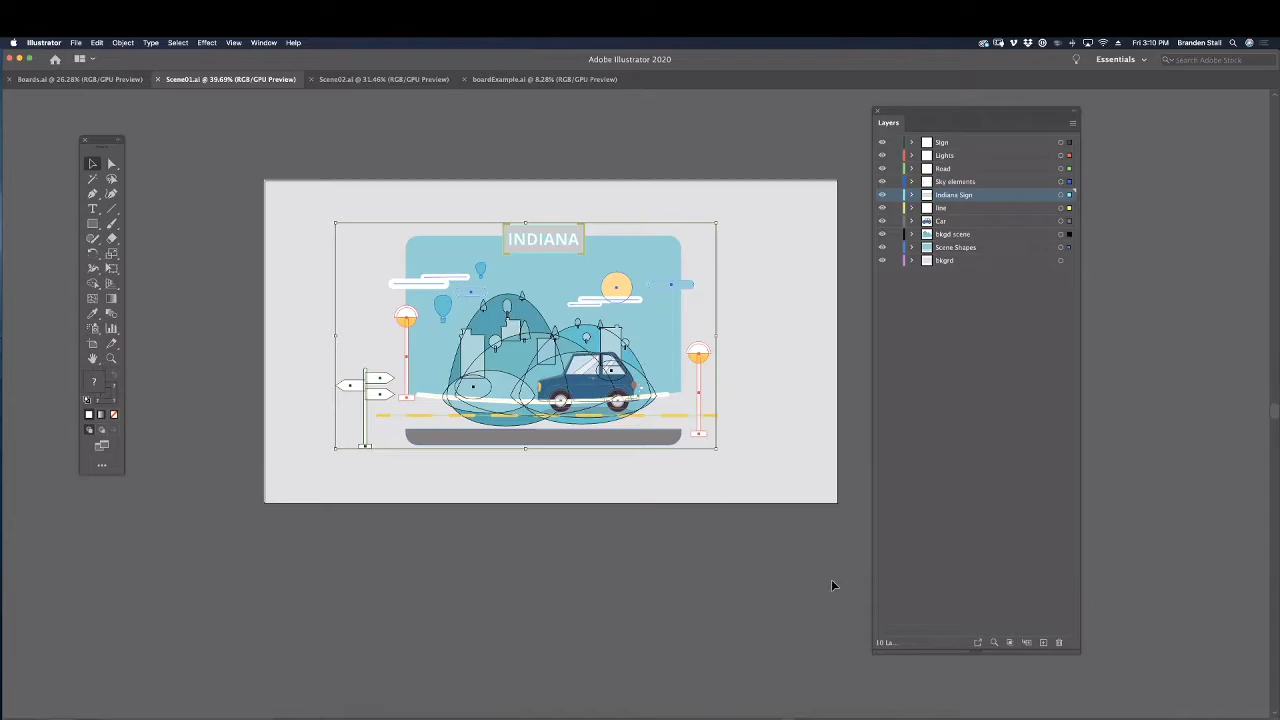 Illustrator File Edit Object Type Select Effect View Window Help
Fri 3:10 PM Branden Stall
Adobe Illustrator 2020
Essentials
Search Adobe Stock
Boards.ai @ 26.28% (RGB/GPU Preview)
Scene01.ai @ 39.69% (RGB/GPU Preview)
Scene02.ai @ 31.46% (RGB/GPU Preview)
boardExample.ai @ 8.28% (RGB/GPU Preview)
Layers
Sign
Lights
Road
Sky elements
Indiana Sign
line
Car
bkgd scene
Scene Shapes
bkgrd
INDIANA
?
10 La...